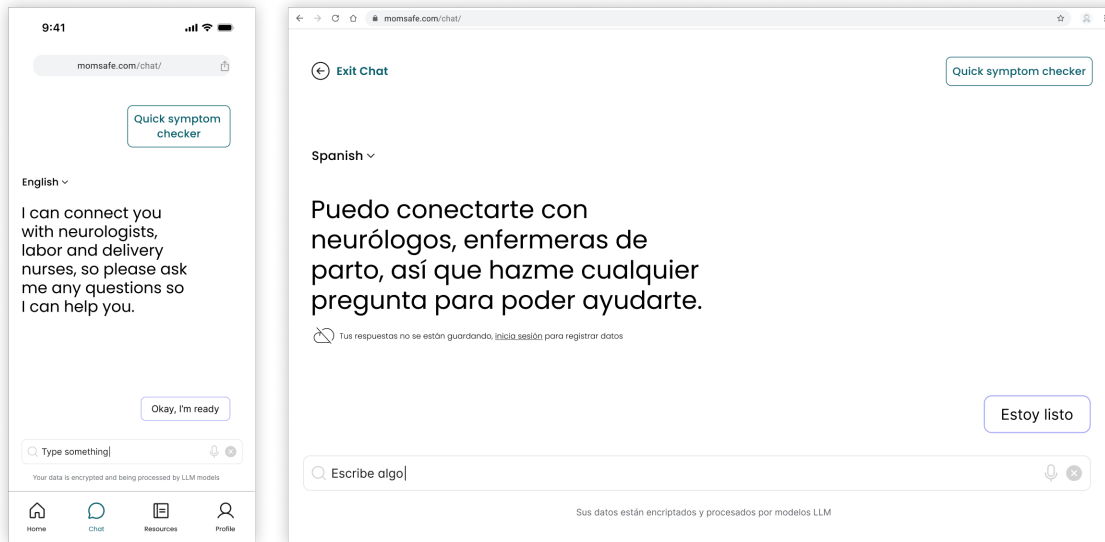 9:41
momsafe.com/chat/
Quick symptom
checker
English
I can connect you
with neurologists,
labor and delivery
nurses, so please ask
me any questions so
I can help you.
Okay, I'm ready
Type something
Your data is encrypted and being processed by LLM models
Home
Chat
Resources
Profile
momsafe.com/chat/
Exit Chat
Quick symptom checker
Spanish
Puedo conectarte con
neurólogos, enfermeras de
parto, así que hazme cualquier
pregunta para poder ayudarte.
Tus respuestas no se están guardando, inicia sesión para registrar datos
Estoy listo
Escribe algo
Sus datos están encriptados y procesados por modelos LLM